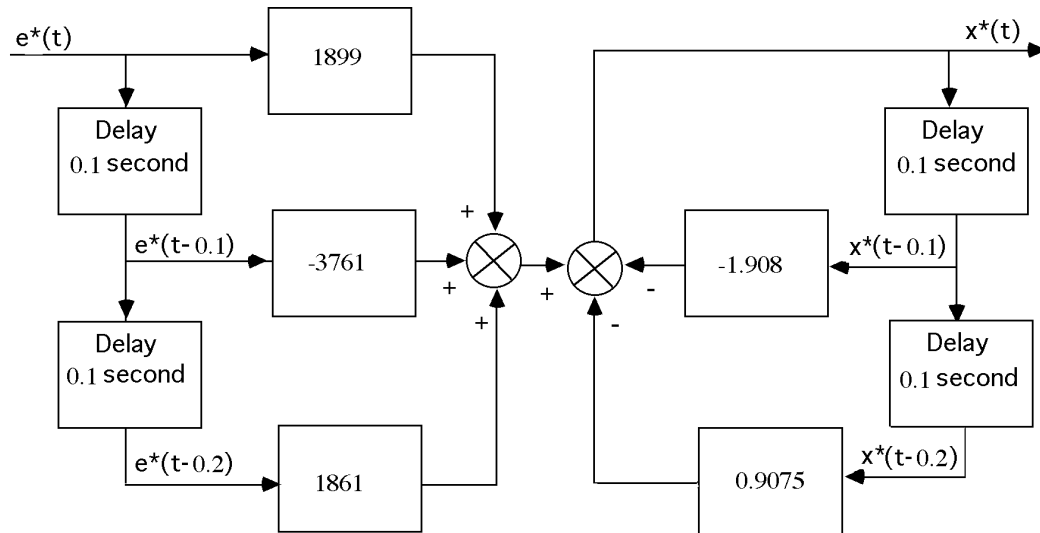 e*(t)
1899
x*(t)
Delay
0.1 second
Delay
0.1 second
+
e*(t-0.1)
-3761
+
+
-
-1.908
x*(t-0.1)
+
-
Delay
0.1 second
Delay
0.1 second
e*(t-0.2)
1861
0.9075
x*(t-0.2)